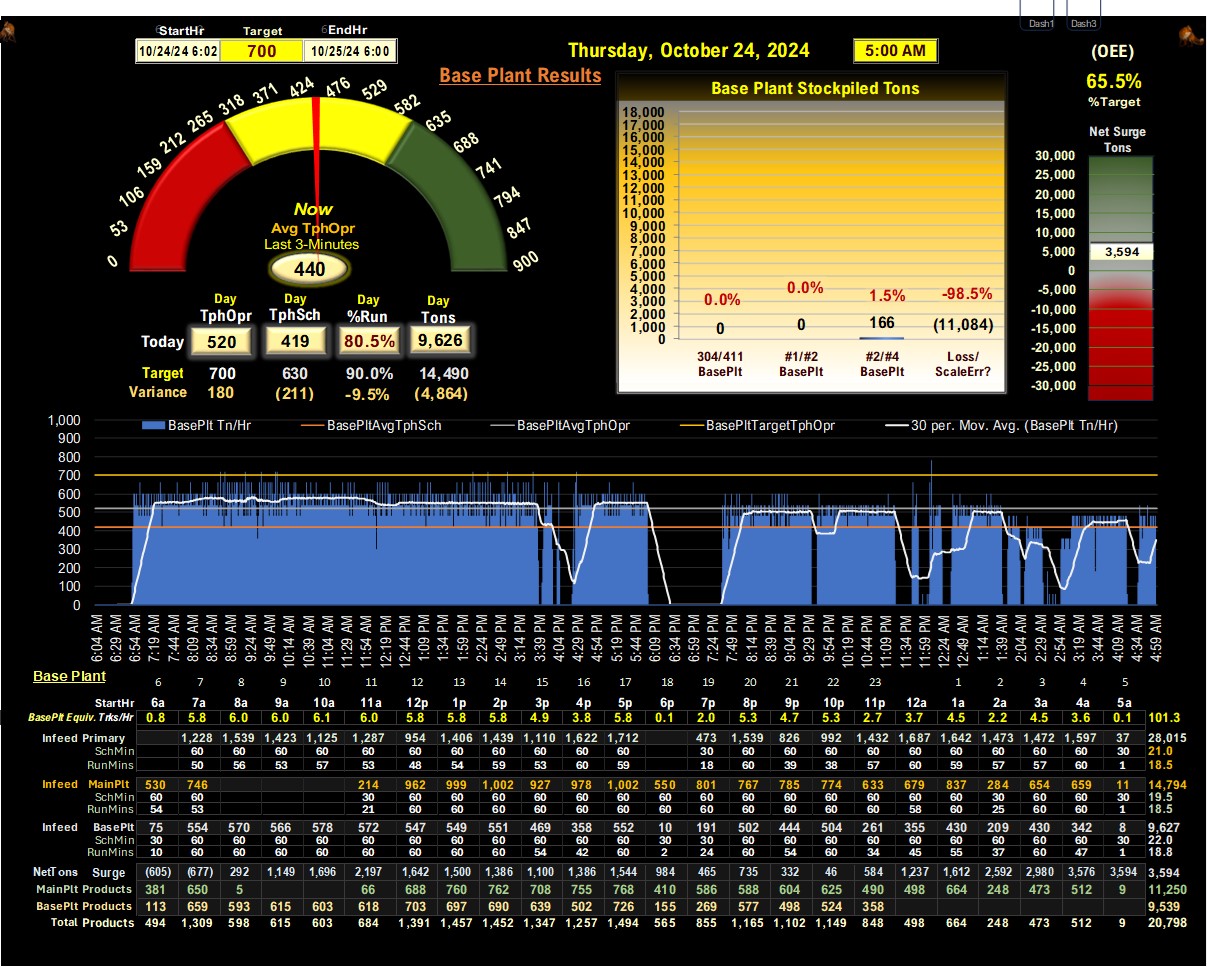 Dash1 Dash3
StartHr Target EndHr
10/24/24 6:02 700 10/25/24 6:00
Thursday, October 24, 2024 5:00 AM
(OEE)
65.5%
%Target
Base Plant Results
0 53 106 159 212 265 318 371 424 476 529 582 635 688 741 794 847 900
Now
Avg TphOpr
Last 3-Minutes
440
Day Day Day Day
TphOpr TphSch %Run Tons
Today 520 419 80.5% 9,626
Target 700 630 90.0% 14,490
Variance 180 (211) -9.5% (4,864)
Base Plant Stockpiled Tons
18,000
17,000
16,000
15,000
14,000
13,000
12,000
11,000
10,000
9,000
8,000
7,000
6,000
5,000
4,000
3,000
2,000
1,000
0
0.0% 0.0% 1.5% -98.5%
0 0 166 (11,084)
304/411 #1/#2 #2/#4 Loss/
BasePlt BasePlt BasePlt ScaleErr?
Net Surge
Tons
30,000
25,000
20,000
15,000
10,000
5,000
0
-5,000
-10,000
-15,000
-20,000
-25,000
-30,000
3,594
BasePlt Tn/Hr BasePltAvgTphSch BasePltAvgTphOpr BasePltTargetTphOpr 30 per. Mov. Avg. (BasePlt Tn/Hr)
1,000
900
800
700
600
500
400
300
200
100
0
6:04 AM 6:29 AM 6:54 AM 7:19 AM 7:44 AM 8:09 AM 8:34 AM 8:59 AM 9:24 AM 9:49 AM 10:14 AM 10:39 AM 11:04 AM 11:29 AM 11:54 AM 12:19 PM 12:44 PM 1:09 PM 1:34 PM 1:59 PM 2:24 PM 2:49 PM 3:14 PM 3:39 PM 4:04 PM 4:29 PM 4:54 PM 5:19 PM 5:44 PM 6:09 PM 6:34 PM 6:59 PM 7:24 PM 7:49 PM 8:14 PM 8:39 PM 9:04 PM 9:29 PM 9:54 PM 10:19 PM 10:44 PM 11:09 PM 11:34 PM 11:59 PM 12:24 AM 12:49 AM 1:14 AM 1:39 AM 2:04 AM 2:29 AM 2:54 AM 3:19 AM 3:44 AM 4:09 AM 4:34 AM 4:59 AM
Base Plant
6 7 8 9 10 11 12 13 14 15 16 17 18 19 20 21 22 23 1 2 3 4 5
StartHr 6a 7a 8a 9a 10a 11a 12p 1p 2p 3p 4p 5p 6p 7p 8p 9p 10p 11p 12a 1a 2a 3a 4a 5a
BasePlt Equiv. Trks/Hr 0.8 5.8 6.0 6.0 6.1 6.0 5.8 5.8 5.8 4.9 3.8 5.8 0.1 2.0 5.3 4.7 5.3 2.7 3.7 4.5 2.2 4.5 3.6 0.1 101.3
Infeed Primary 1,228 1,539 1,423 1,125 1,287 954 1,406 1,439 1,110 1,622 1,712 473 1,539 826 992 1,432 1,687 1,642 1,473 1,472 1,597 37 28,015
SchMin 60 60 60 60 60 60 60 60 60 60 60 30 60 60 60 60 60 60 60 60 60 30 21.0
RunMins 50 56 53 57 53 48 54 59 53 60 59 18 60 39 38 57 60 59 57 57 60 1 18.5
Infeed MainPlt 530 746 214 962 999 1,002 927 978 1,002 550 801 767 785 774 633 679 837 284 654 659 11 14,794
SchMin 60 60 30 60 60 60 60 60 60 60 60 60 60 60 60 60 60 30 60 60 30 19.5
RunMins 54 53 21 60 60 60 60 60 60 60 60 60 60 60 60 58 60 25 60 60 1 18.5
Infeed BasePlt 75 554 570 566 578 572 547 549 551 469 358 552 10 191 502 444 504 261 355 430 209 430 342 8 9,627
SchMin 30 60 60 60 60 60 60 60 60 60 60 60 30 30 60 60 60 60 60 60 60 60 60 30 22.0
RunMins 10 60 60 60 60 60 60 60 60 54 42 60 2 24 60 54 60 34 45 55 37 60 47 1 18.8
NetTons Surge (605) (677) 292 1,149 1,696 2,197 1,642 1,500 1,386 1,100 1,386 1,544 984 465 735 332 46 584 1,237 1,612 2,592 2,980 3,576 3,594 3,594
MainPlt Products 381 650 5 66 688 760 762 708 755 768 410 586 588 604 625 490 498 664 248 473 512 9 11,250
BasePlt Products 113 659 593 615 603 618 703 697 690 639 502 726 155 269 577 498 524 358 9,539
Total Products 494 1,309 598 615 603 684 1,391 1,457 1,452 1,347 1,257 1,494 565 855 1,165 1,102 1,149 848 498 664 248 473 512 9 20,798